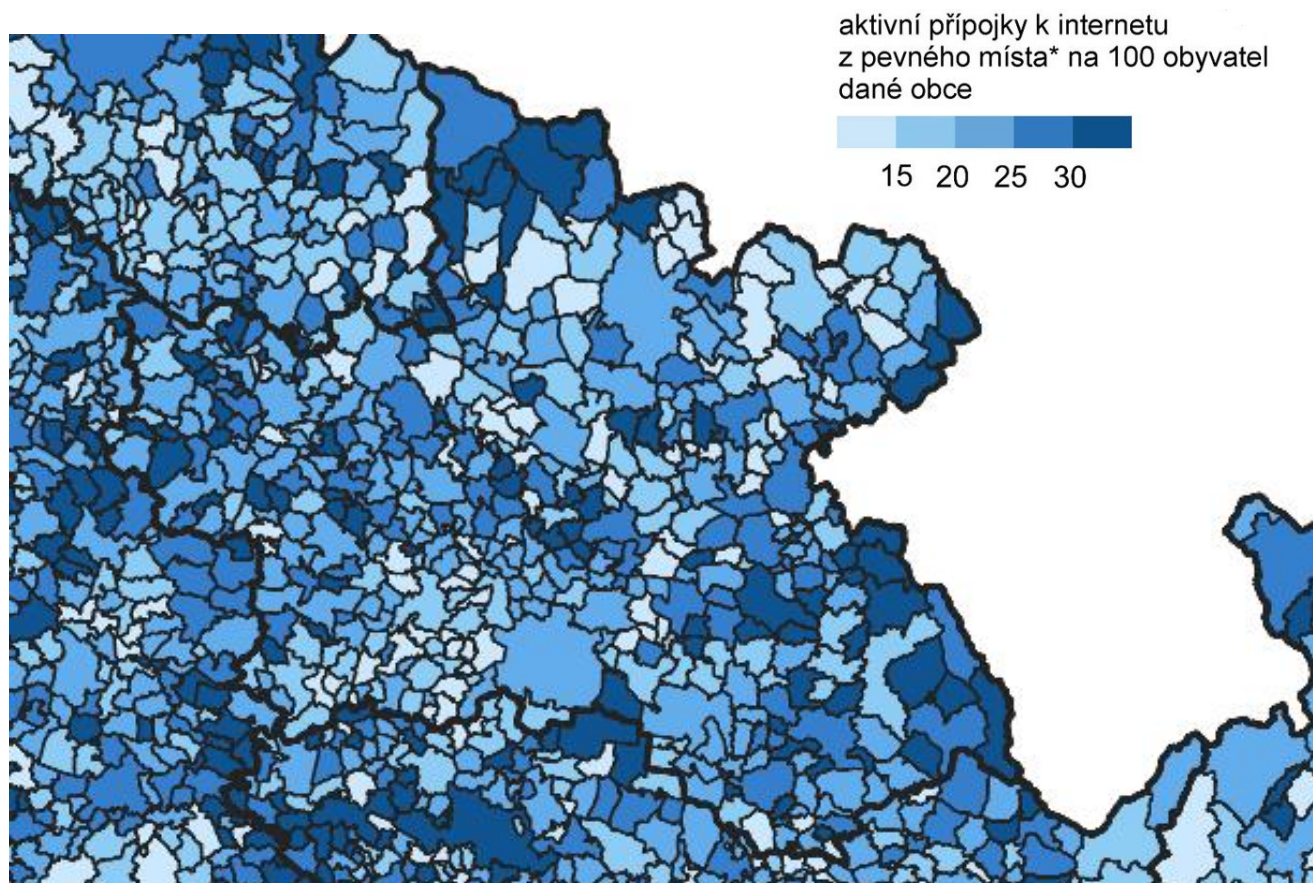 aktivní přípojky k internetu
z pevného místa* na 100 obyvatel
dané obce
15 20 25 30